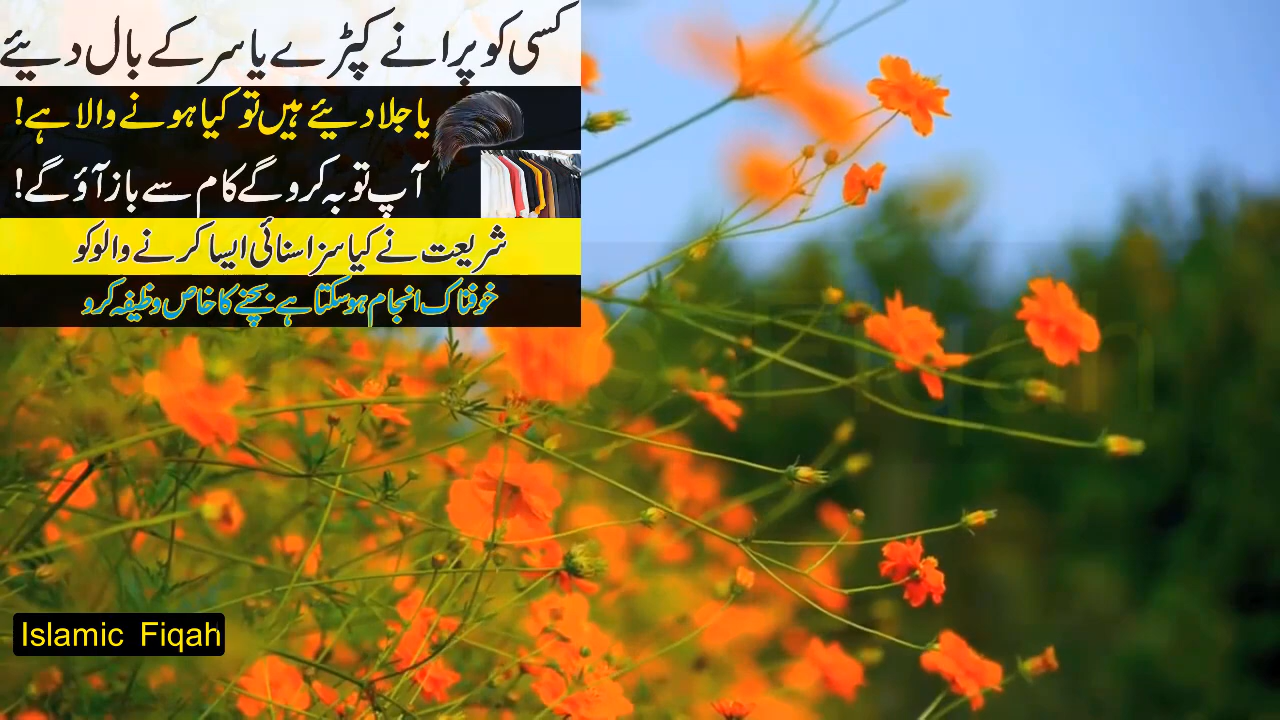 کسی کو پرانے کپڑے یا سر کے بال دیئے
یا جلا دیئے ہیں تو کیا ہونے والا ہے!
آپ توبہ کرو گے کام سے باز آؤ گے!
شریعت نے کیا سزا سنائی ایسا کرنے والو کو
خوفناک انجام ہو سکتا ہے بچنے کا خاص وظیفہ کرو
Islamic Fiqah